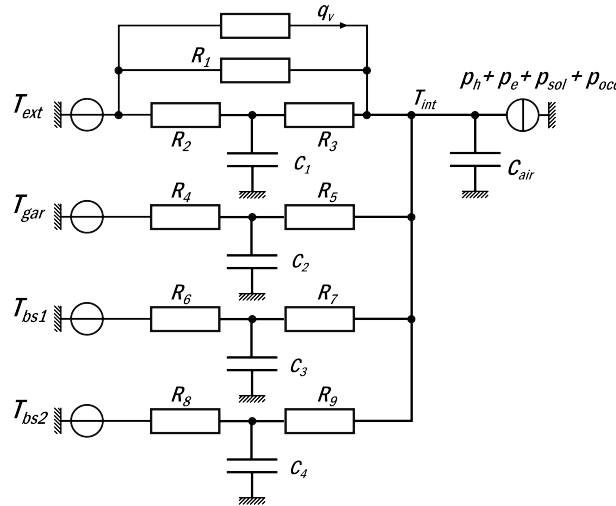 q_v
R_1
p_h + p_e + p_sol + p_occ
T_ext
T_int
R_2
R_3
C_1
C_air
T_gar
R_4
R_5
C_2
T_bs1
R_6
R_7
C_3
T_bs2
R_8
R_9
C_4